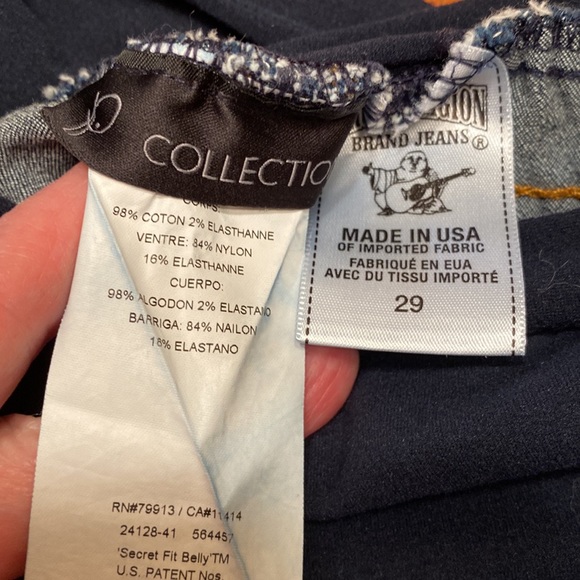 COLLECTIO
CORPS:
98% COTON 2% ELASTHANNE
VENTRE: 84% NYLON
16% ELASTHANNE
CUERPO:
98% ALGODON 2% ELASTANO
BARRIGA: 84% NAILON
16% ELASTANO
RN#79913 / CA#11414
24128-41 564457
'Secret Fit Belly'TM
U.S. PATENT Nos
BRAND JEANS®
MADE IN USA
OF IMPORTED FABRIC
FABRIQUÉ EN EUA
AVEC DU TISSU IMPORTÉ
29